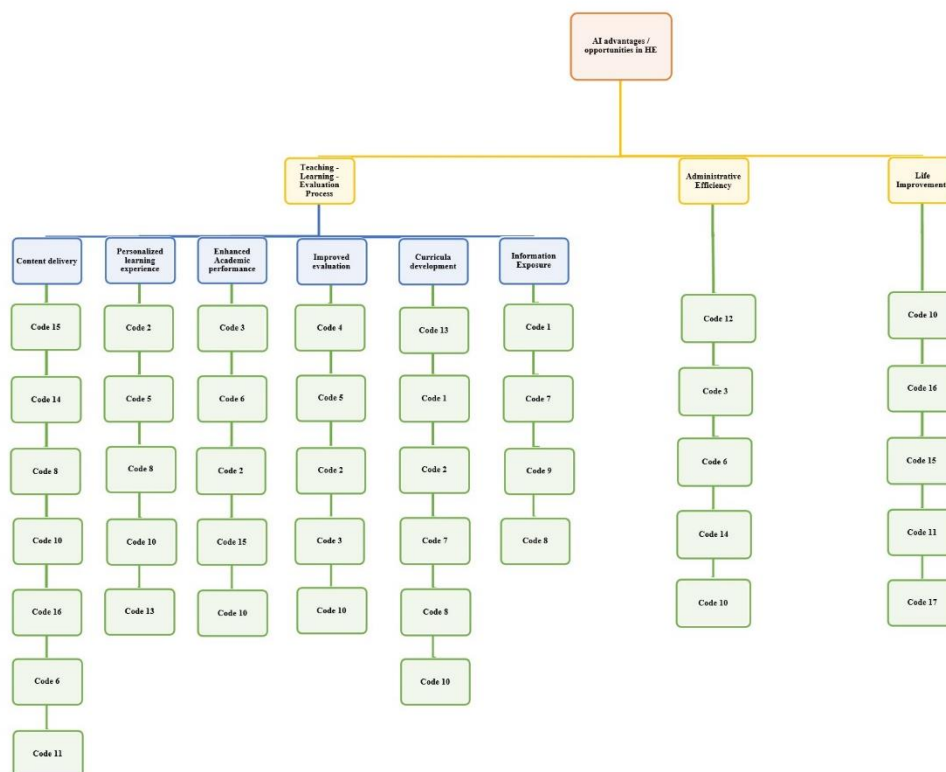 AI advantages /
opportunities in HE
Teaching -
Learning -
Evaluation
Process
Administrative
Efficiency
Life
Improvement
Content delivery
Personalized
learning
experience
Enhanced
Academic
performance
Improved
evaluation
Curricula
development
Information
Exposure
Code 15
Code 14
Code 8
Code 10
Code 16
Code 6
Code 11
Code 2
Code 5
Code 8
Code 10
Code 13
Code 3
Code 6
Code 2
Code 15
Code 10
Code 4
Code 5
Code 2
Code 3
Code 10
Code 13
Code 1
Code 2
Code 7
Code 8
Code 10
Code 1
Code 7
Code 9
Code 8
Code 12
Code 3
Code 6
Code 14
Code 10
Code 10
Code 16
Code 15
Code 11
Code 17